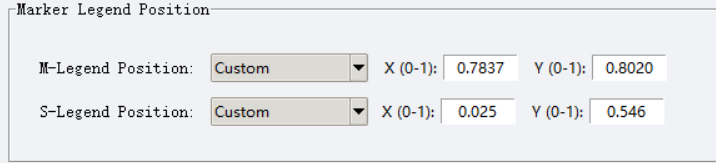 Marker Legend Position
M-Legend Position: Custom X (0-1): 0.7837 Y (0-1): 0.8020
S-Legend Position: Custom X (0-1): 0.025 Y (0-1): 0.546